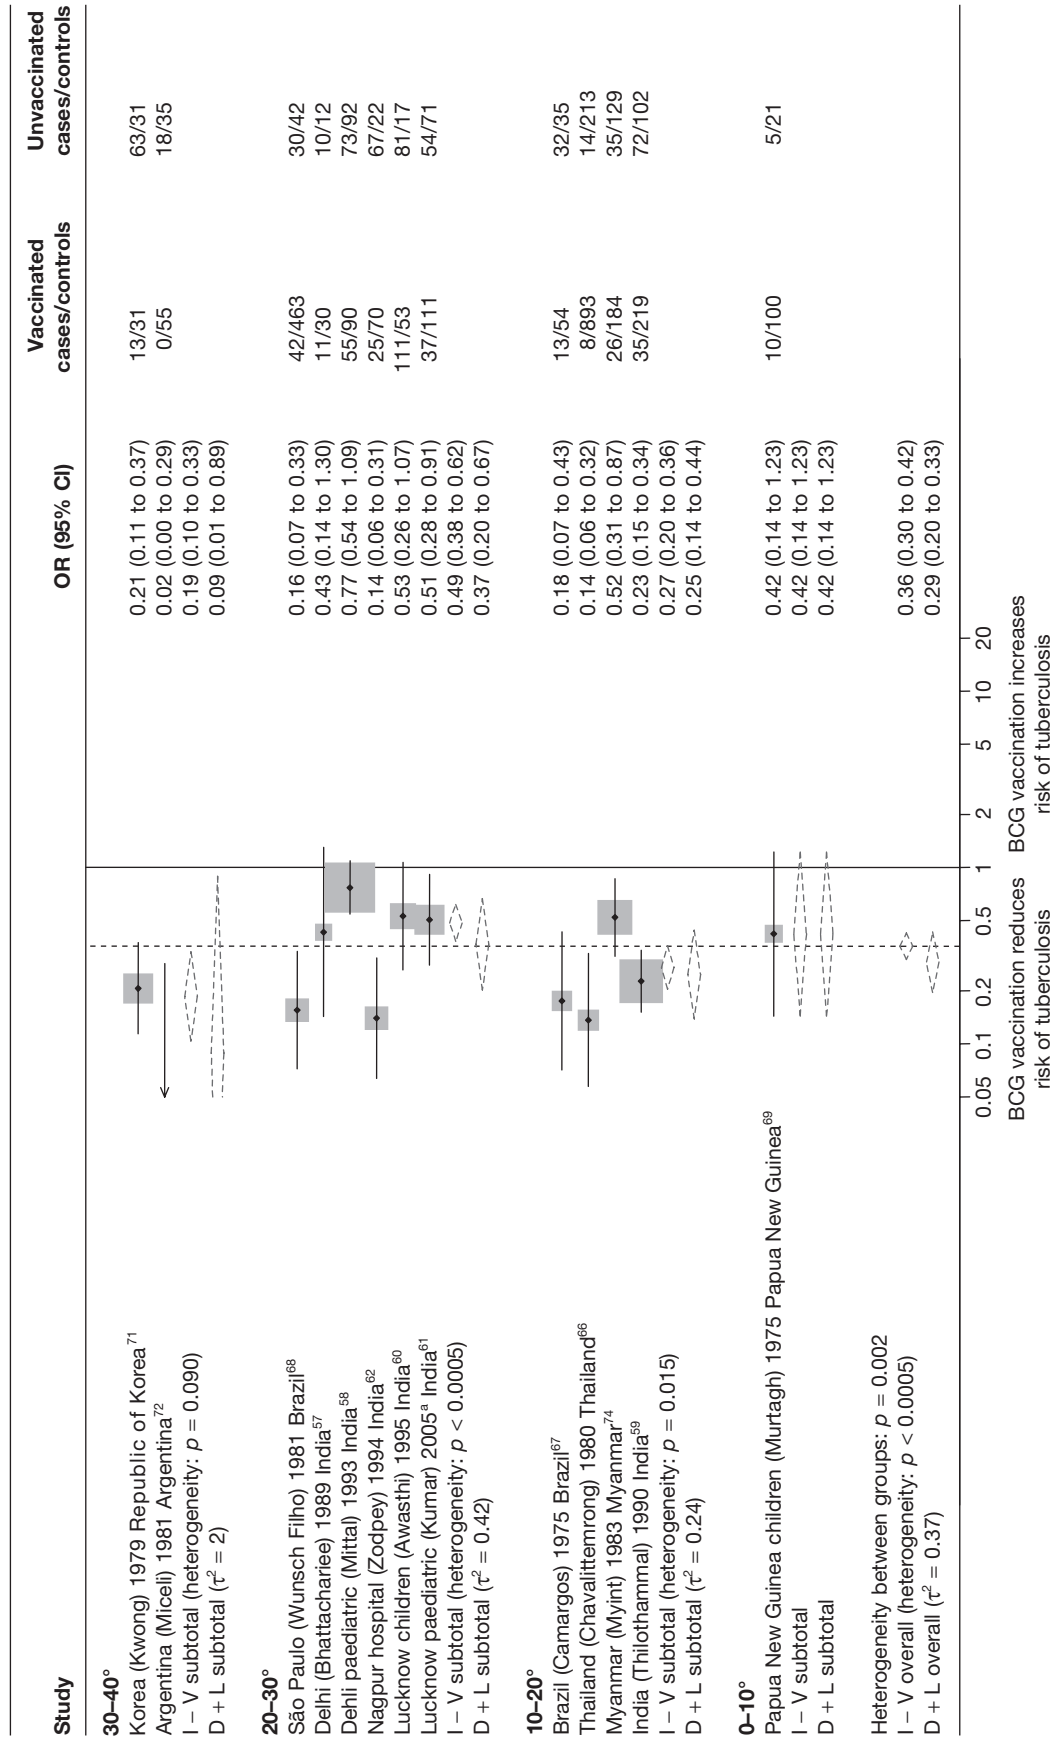 Study OR (95% CI) Vaccinated cases/controls Unvaccinated cases/controls
30–40°
Korea (Kwong) 1979 Republic of Korea71 0.21 (0.11 to 0.37) 13/31 63/31
Argentina (Miceli) 1981 Argentina72 0.02 (0.00 to 0.29) 0/55 18/35
I – V subtotal (heterogeneity: p = 0.090) 0.19 (0.10 to 0.33)
D + L subtotal (τ2 = 2) 0.09 (0.01 to 0.89)
20–30°
São Paulo (Wunsch Filho) 1981 Brazil68 0.16 (0.07 to 0.33) 42/463 30/42
Delhi (Bhattachariee) 1989 India57 0.43 (0.14 to 1.30) 11/30 10/12
Dehli paediatric (Mittal) 1993 India58 0.77 (0.54 to 1.09) 55/90 73/92
Nagpur hospital (Zodpey) 1994 India62 0.14 (0.06 to 0.31) 25/70 67/22
Lucknow children (Awasthi) 1995 India60 0.53 (0.26 to 1.07) 111/53 81/17
Lucknow paediatric (Kumar) 2005a India61 0.51 (0.28 to 0.91) 37/111 54/71
I – V subtotal (heterogeneity: p < 0.0005) 0.49 (0.38 to 0.62)
D + L subtotal (τ2 = 0.42) 0.37 (0.20 to 0.67)
10–20°
Brazil (Camargos) 1975 Brazil67 0.18 (0.07 to 0.43) 13/54 32/35
Thailand (Chavalittemrong) 1980 Thailand66 0.14 (0.06 to 0.32) 8/893 14/213
Myanmar (Myint) 1983 Myanmar74 0.52 (0.31 to 0.87) 26/184 35/129
India (Thilothammal) 1990 India59 0.23 (0.15 to 0.34) 35/219 72/102
I – V subtotal (heterogeneity: p = 0.015) 0.27 (0.20 to 0.36)
D + L subtotal (τ2 = 0.24) 0.25 (0.14 to 0.44)
0–10°
Papua New Guinea children (Murtagh) 1975 Papua New Guinea69 0.42 (0.14 to 1.23) 10/100 5/21
I – V subtotal 0.42 (0.14 to 1.23)
D + L subtotal 0.42 (0.14 to 1.23)
Heterogeneity between groups: p = 0.002
I – V overall (heterogeneity: p < 0.0005) 0.36 (0.30 to 0.42)
D + L overall (τ2 = 0.37) 0.29 (0.20 to 0.33)
0.05 0.1 0.2 0.5 1 2 5 10 20
BCG vaccination reduces risk of tuberculosis
BCG vaccination increases risk of tuberculosis